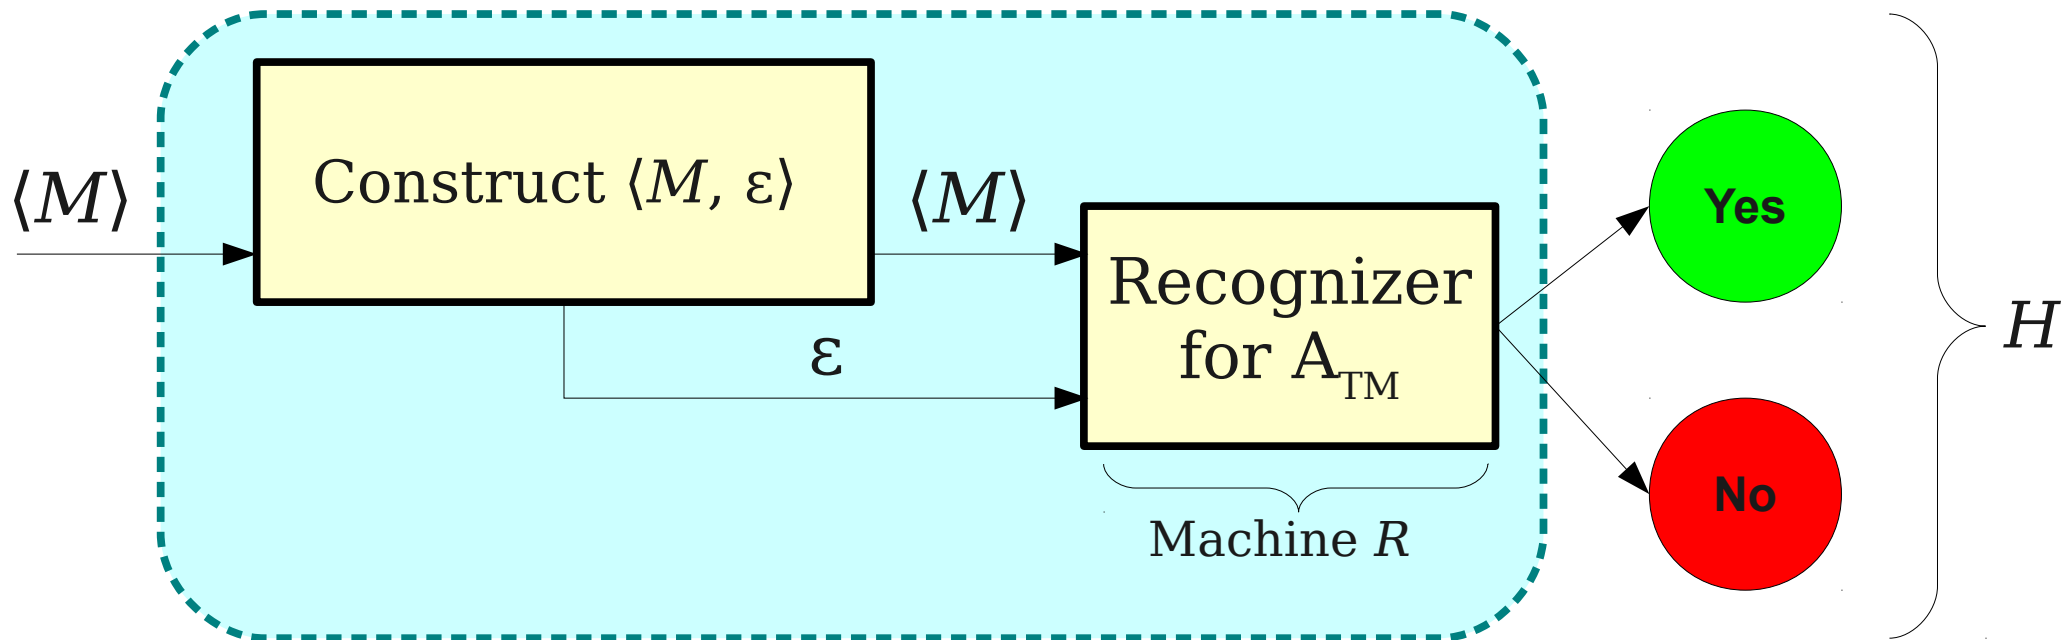 ⟨M⟩
Construct ⟨M, ε⟩
⟨M⟩
ε
Recognizer
for A_TM
Machine R
Yes
No
H